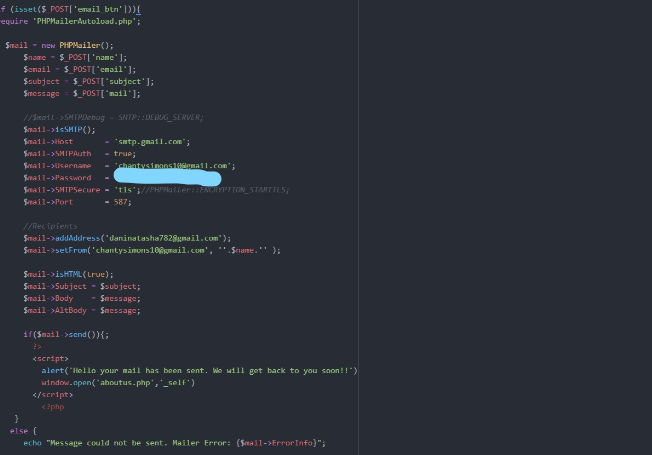 f (isset($_POST['email_btn'])){
equire 'PHPMailerAutoload.php';
$mail = new PHPMailer();
$name = $_POST['name'];
$email = $_POST['email'];
$subject = $_POST['subject'];
$message = $_POST['mail'];
//$mail->SMTPDebug = SMTP::DEBUG_SERVER;
$mail->isSMTP();
$mail->Host = 'smtp.gmail.com';
$mail->SMTPAuth = true;
$mail->Username = 'chantysimons10@gmail.com';
$mail->Password =
$mail->SMTPSecure = 'tls';//PHPMailer::ENCRYPTION_STARTTLS;
$mail->Port = 587;
//Recipients
$mail->addAddress('daninatasha782@gmail.com');
$mail->setFrom('chantysimons10@gmail.com', ''.$name.'' );
$mail->isHTML(true);
$mail->Subject = $subject;
$mail->Body = $message;
$mail->AltBody = $message;
if($mail->send()){;
?>
<script>
alert('Hello your mail has been sent. We will get back to you soon!!')
window.open('aboutus.php','_self')
</script>
<?php
}
else {
echo "Message could not be sent. Mailer Error: {$mail->ErrorInfo}";